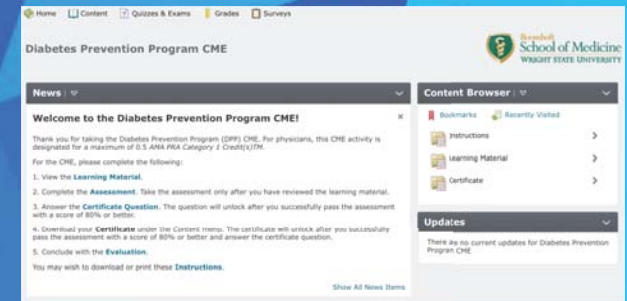 Home Content Quizzes & Exams Grades Surveys
Diabetes Prevention Program CME
Boonshoft
School of Medicine
WRIGHT STATE UNIVERSITY
News
Welcome to the Diabetes Prevention Program CME!
Thank you for taking the Diabetes Prevention Program (DPP) CME. For physicians, this CME activity is
designated for a maximum of 0.5 AMA PRA Category 1 Credit(s)TM.
For the CME, please complete the following:
1. View the Learning Material.
2. Complete the Assessment. Take the assessment only after you have reviewed the learning material.
3. Answer the Certificate Question. The question will unlock after you successfully pass the assessment
with a score of 80% or better.
4. Download your Certificate under the Content menu. The certificate will unlock after you successfully
pass the assessment with a score of 80% or better and answer the certificate question.
5. Conclude with the Evaluation.
You may wish to download or print these Instructions.
Show All News Items
Content Browser
Bookmarks Recently Visited
Instructions
Learning Material
Certificate
Updates
There are no current updates for Diabetes Prevention
Program CME